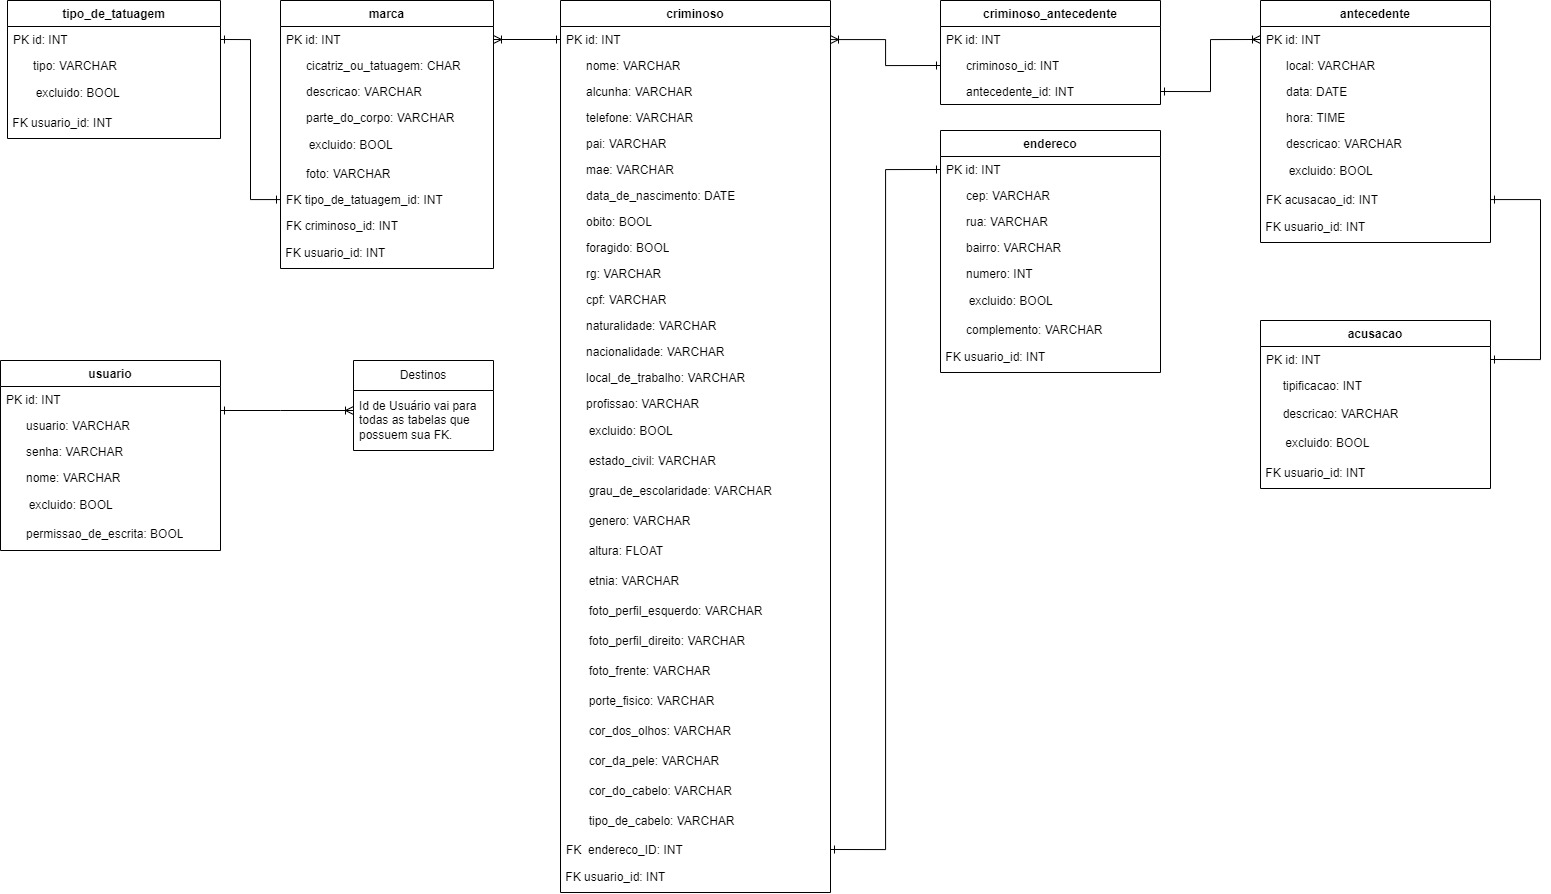 tipo_de_tatuagem
PK id: INT
tipo: VARCHAR
excluido: BOOL
FK usuario_id: INT
marca
PK id: INT
cicatriz_ou_tatuagem: CHAR
descricao: VARCHAR
parte_do_corpo: VARCHAR
excluido: BOOL
foto: VARCHAR
FK tipo_de_tatuagem_id: INT
FK criminoso_id: INT
FK usuario_id: INT
criminoso
PK id: INT
nome: VARCHAR
alcunha: VARCHAR
telefone: VARCHAR
pai: VARCHAR
mae: VARCHAR
data_de_nascimento: DATE
obito: BOOL
foragido: BOOL
rg: VARCHAR
cpf: VARCHAR
naturalidade: VARCHAR
nacionalidade: VARCHAR
local_de_trabalho: VARCHAR
profissao: VARCHAR
excluido: BOOL
estado_civil: VARCHAR
grau_de_escolaridade: VARCHAR
genero: VARCHAR
altura: FLOAT
etnia: VARCHAR
foto_perfil_esquerdo: VARCHAR
foto_perfil_direito: VARCHAR
foto_frente: VARCHAR
porte_fisico: VARCHAR
cor_dos_olhos: VARCHAR
cor_da_pele: VARCHAR
cor_do_cabelo: VARCHAR
tipo_de_cabelo: VARCHAR
FK endereco_ID: INT
FK usuario_id: INT
criminoso_antecedente
PK id: INT
criminoso_id: INT
antecedente_id: INT
endereco
PK id: INT
cep: VARCHAR
rua: VARCHAR
bairro: VARCHAR
numero: INT
excluido: BOOL
complemento: VARCHAR
FK usuario_id: INT
antecedente
PK id: INT
local: VARCHAR
data: DATE
hora: TIME
descricao: VARCHAR
excluido: BOOL
FK acusacao_id: INT
FK usuario_id: INT
acusacao
PK id: INT
tipificacao: INT
descricao: VARCHAR
excluido: BOOL
FK usuario_id: INT
usuario
PK id: INT
usuario: VARCHAR
senha: VARCHAR
nome: VARCHAR
excluido: BOOL
permissao_de_escrita: BOOL
Destinos
Id de Usuário vai para
todas as tabelas que
possuem sua FK.